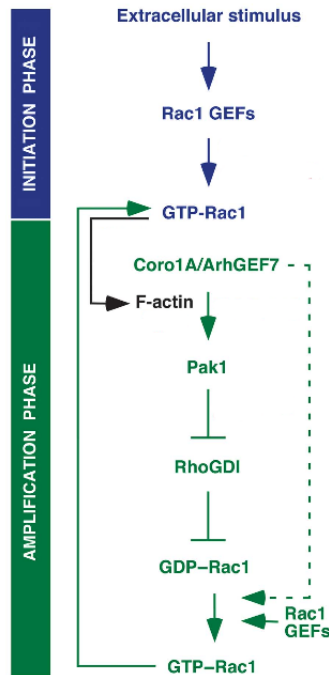 Extracellular stimulus
Rac1 GEFs
GTP-Rac1
Coro1A/ArhGEF7
F-actin
Pak1
RhoGDI
GDP–Rac1
Rac1
GEFs
GTP–Rac1
INITIATION PHASE
AMPLIFICATION PHASE